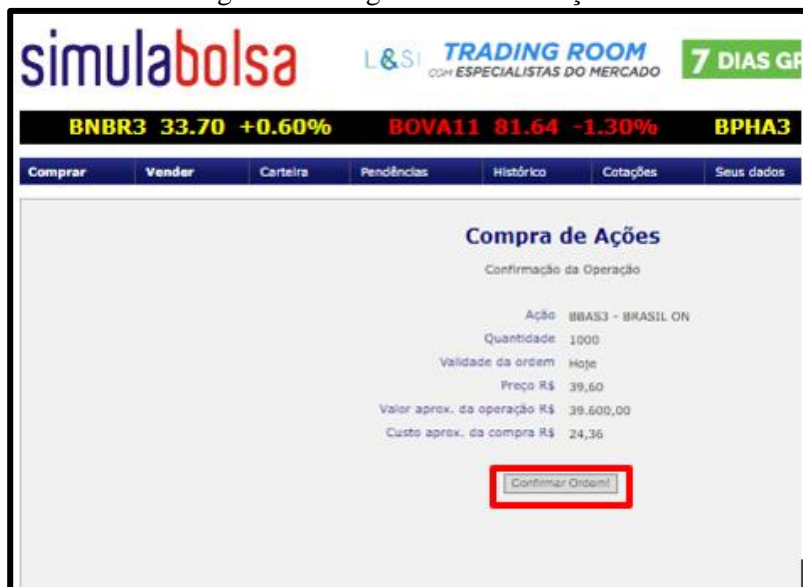 simulabolsa
L&SI TRADING ROOM
COM ESPECIALISTAS DO MERCADO
7 DIAS GR
BNBR3 33.70 +0.60% BOVA11 81.64 -1.30% BPHA3
Comprar Vender Carteira Pendências Histórico Cotações Seus dados
Compra de Ações
Confirmação da Operação
Ação BBAS3 - BRASIL ON
Quantidade 1000
Validade da ordem Hoje
Preço R$ 39,60
Valor aprox. da operação R$ 39.600,00
Custo aprox. da compra R$ 24,36
Confirmar Ordem!